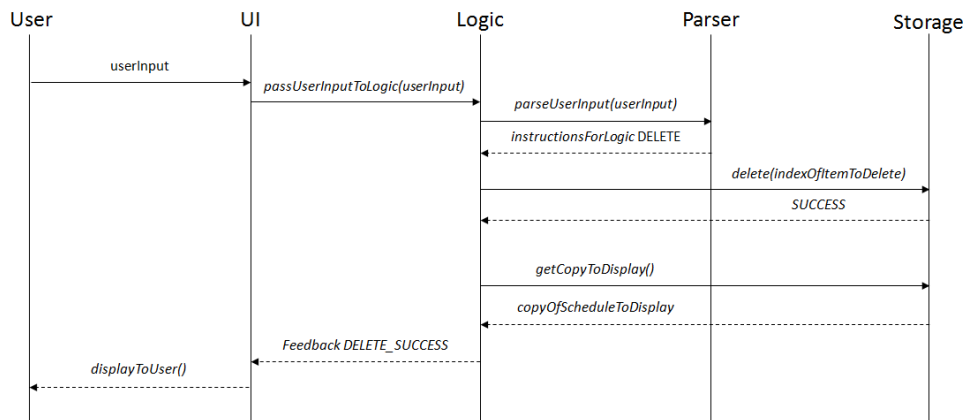 User UI Logic Parser Storage
userInput
passUserInputToLogic(userInput)
parseUserInput(userInput)
instructionsForLogic DELETE
delete(indexOfItemToDelete)
SUCCESS
getCopyToDisplay()
copyOfScheduleToDisplay
Feedback DELETE_SUCCESS
displayToUser()